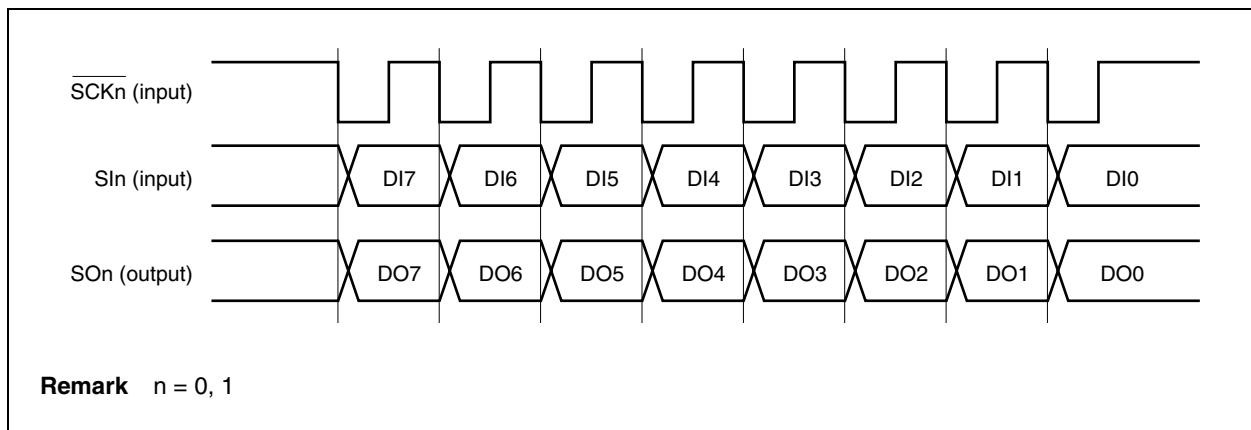 SCKn (input)
SIn (input) DI7 DI6 DI5 DI4 DI3 DI2 DI1 DI0
SOn (output) DO7 DO6 DO5 DO4 DO3 DO2 DO1 DO0
Remark n = 0, 1